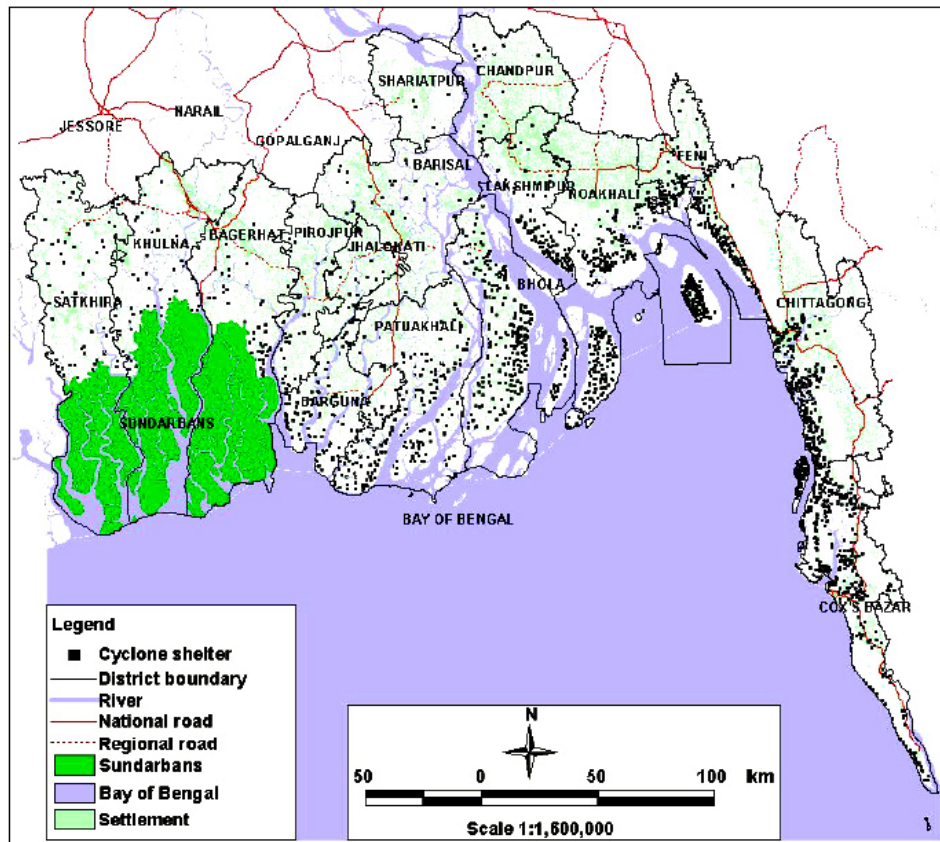 SHARIATPUR
CHANDPUR
NARAIL
JESSORE
GOPALGANJ
BARISAL
FENI
LAKSHMIPUR
NOAKHALI
KHULNA
BAGERHAT
PIROJPUR
JHALOKATI
SATKHIRA
BHOLA
CHITTAGONG
PATUAKHALI
BARGUNA
SUNDARBANS
BAY OF BENGAL
COX'S BAZAR
Legend
Cyclone shelter
District boundary
River
National road
Regional road
Sundarbans
Bay of Bengal
Settlement
N
50 0 50 100 km
Scale 1:1,600,000